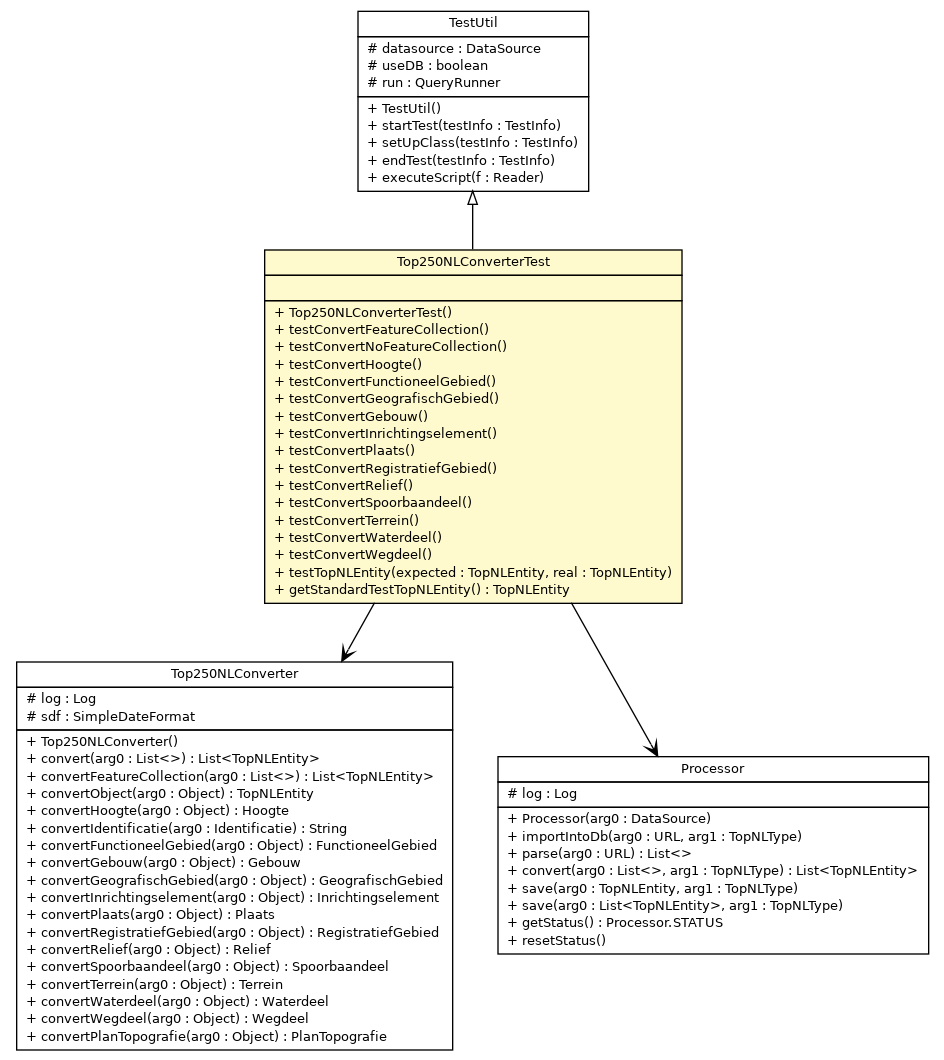 TestUtil
# datasource : DataSource
# useDB : boolean
# run : QueryRunner
+ TestUtil()
+ startTest(testInfo : TestInfo)
+ setUpClass(testInfo : TestInfo)
+ endTest(testInfo : TestInfo)
+ executeScript(f : Reader)
Top250NLConverterTest
+ Top250NLConverterTest()
+ testConvertFeatureCollection()
+ testConvertNoFeatureCollection()
+ testConvertHoogte()
+ testConvertFunctioneelGebied()
+ testConvertGeografischGebied()
+ testConvertGebouw()
+ testConvertInrichtingselement()
+ testConvertPlaats()
+ testConvertRegistratiefGebied()
+ testConvertRelief()
+ testConvertSpoorbaandeel()
+ testConvertTerrein()
+ testConvertWaterdeel()
+ testConvertWegdeel()
+ testTopNLEntity(expected : TopNLEntity, real : TopNLEntity)
+ getStandardTestTopNLEntity() : TopNLEntity
Top250NLConverter
# log : Log
# sdf : SimpleDateFormat
+ Top250NLConverter()
+ convert(arg0 : List<>) : List<TopNLEntity>
+ convertFeatureCollection(arg0 : List<>) : List<TopNLEntity>
+ convertObject(arg0 : Object) : TopNLEntity
+ convertHoogte(arg0 : Object) : Hoogte
+ convertIdentificatie(arg0 : Identificatie) : String
+ convertFunctioneelGebied(arg0 : Object) : FunctioneelGebied
+ convertGebouw(arg0 : Object) : Gebouw
+ convertGeografischGebied(arg0 : Object) : GeografischGebied
+ convertInrichtingselement(arg0 : Object) : Inrichtingselement
+ convertPlaats(arg0 : Object) : Plaats
+ convertRegistratiefGebied(arg0 : Object) : RegistratiefGebied
+ convertRelief(arg0 : Object) : Relief
+ convertSpoorbaandeel(arg0 : Object) : Spoorbaandeel
+ convertTerrein(arg0 : Object) : Terrein
+ convertWaterdeel(arg0 : Object) : Waterdeel
+ convertWegdeel(arg0 : Object) : Wegdeel
+ convertPlanTopografie(arg0 : Object) : PlanTopografie
Processor
# log : Log
+ Processor(arg0 : DataSource)
+ importIntoDb(arg0 : URL, arg1 : TopNLType)
+ parse(arg0 : URL) : List<>
+ convert(arg0 : List<>, arg1 : TopNLType) : List<TopNLEntity>
+ save(arg0 : TopNLEntity, arg1 : TopNLType)
+ save(arg0 : List<TopNLEntity>, arg1 : TopNLType)
+ getStatus() : Processor.STATUS
+ resetStatus()